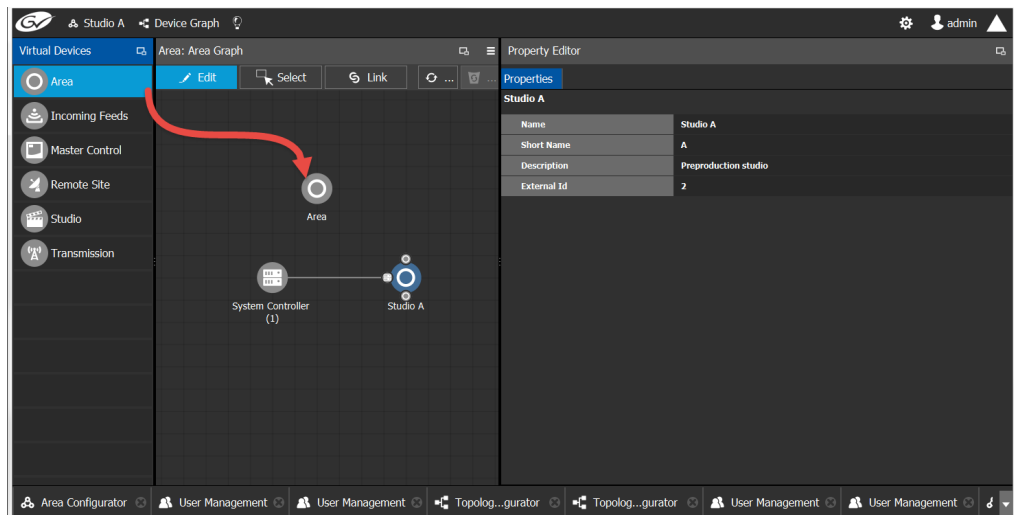 GV Studio A Device Graph admin
Virtual Devices
Area
Incoming Feeds
Master Control
Remote Site
Studio
Transmission
Area: Area Graph
Edit Select Link ... ...
Area
System Controller
(1)
Studio A
Property Editor
Properties
Studio A
Name Studio A
Short Name A
Description Preproduction studio
External Id 2
Area Configurator User Management User Management Topolog...gurator Topolog...gurator User Management User Management